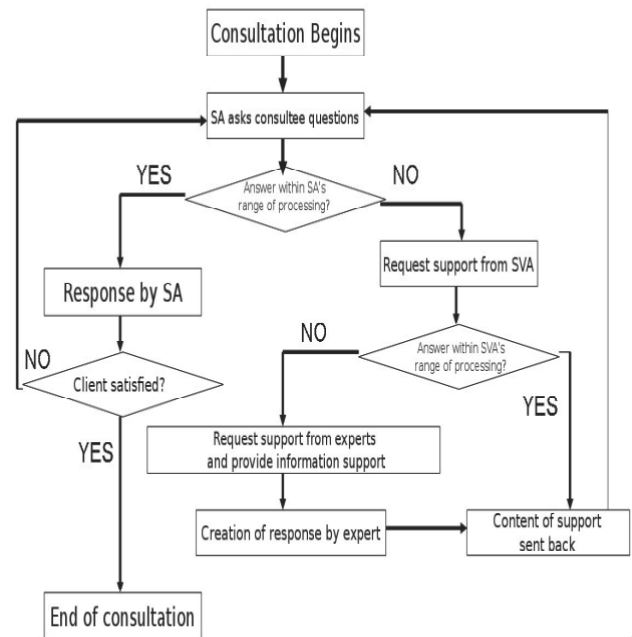 Consultation Begins
SA asks consultee questions
YES
NO
Answer within SA's
range of processing?
Request support from SVA
Response by SA
NO
Answer within SVA's
range of processing?
NO
Client satisfied?
YES
YES
Request support from experts
and provide information support
Creation of response by expert
Content of support
sent back
End of consultation